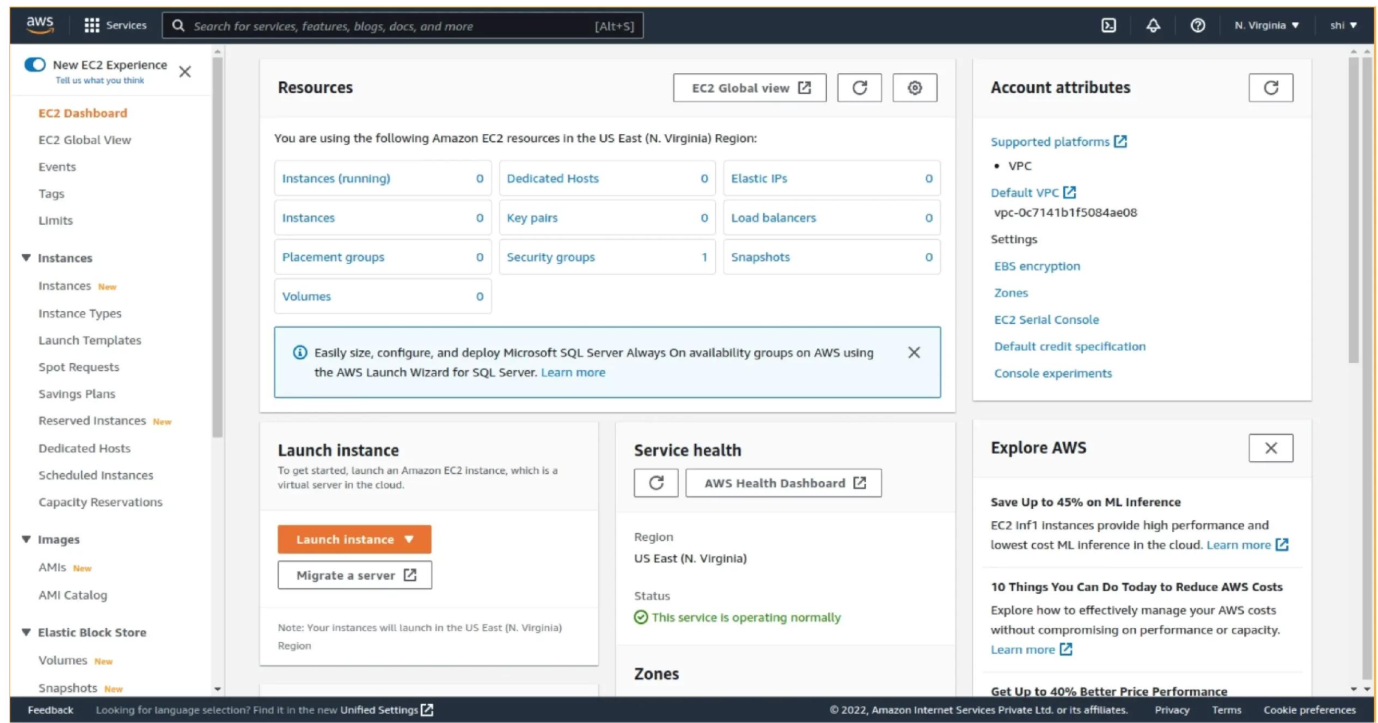 aws
Services
Search for services, features, blogs, docs, and more
[Alt+S]
N. Virginia
shi
New EC2 Experience
Tell us what you think
EC2 Dashboard
EC2 Global View
Events
Tags
Limits
Instances
Instances New
Instance Types
Launch Templates
Spot Requests
Savings Plans
Reserved Instances New
Dedicated Hosts
Scheduled Instances
Capacity Reservations
Images
AMIs New
AMI Catalog
Elastic Block Store
Volumes New
Snapshots New
Resources
EC2 Global view
You are using the following Amazon EC2 resources in the US East (N. Virginia) Region:
Instances (running) 0
Dedicated Hosts 0
Elastic IPs 0
Instances 0
Key pairs 0
Load balancers 0
Placement groups 0
Security groups 1
Snapshots 0
Volumes 0
Easily size, configure, and deploy Microsoft SQL Server Always On availability groups on AWS using
the AWS Launch Wizard for SQL Server. Learn more
Launch instance
To get started, launch an Amazon EC2 instance, which is a
virtual server in the cloud.
Launch instance
Migrate a server
Note: Your instances will launch in the US East (N. Virginia)
Region
Service health
AWS Health Dashboard
Region
US East (N. Virginia)
Status
This service is operating normally
Zones
Account attributes
Supported platforms
• VPC
Default VPC
vpc-0c7141b1f5084ae08
Settings
EBS encryption
Zones
EC2 Serial Console
Default credit specification
Console experiments
Explore AWS
Save Up to 45% on ML Inference
EC2 Inf1 instances provide high performance and
lowest cost ML inference in the cloud. Learn more
10 Things You Can Do Today to Reduce AWS Costs
Explore how to effectively manage your AWS costs
without compromising on performance or capacity.
Learn more
Get Up to 40% Better Price Performance
Feedback
Looking for language selection? Find it in the new Unified Settings
© 2022, Amazon Internet Services Private Ltd. or its affiliates.
Privacy
Terms
Cookie preferences